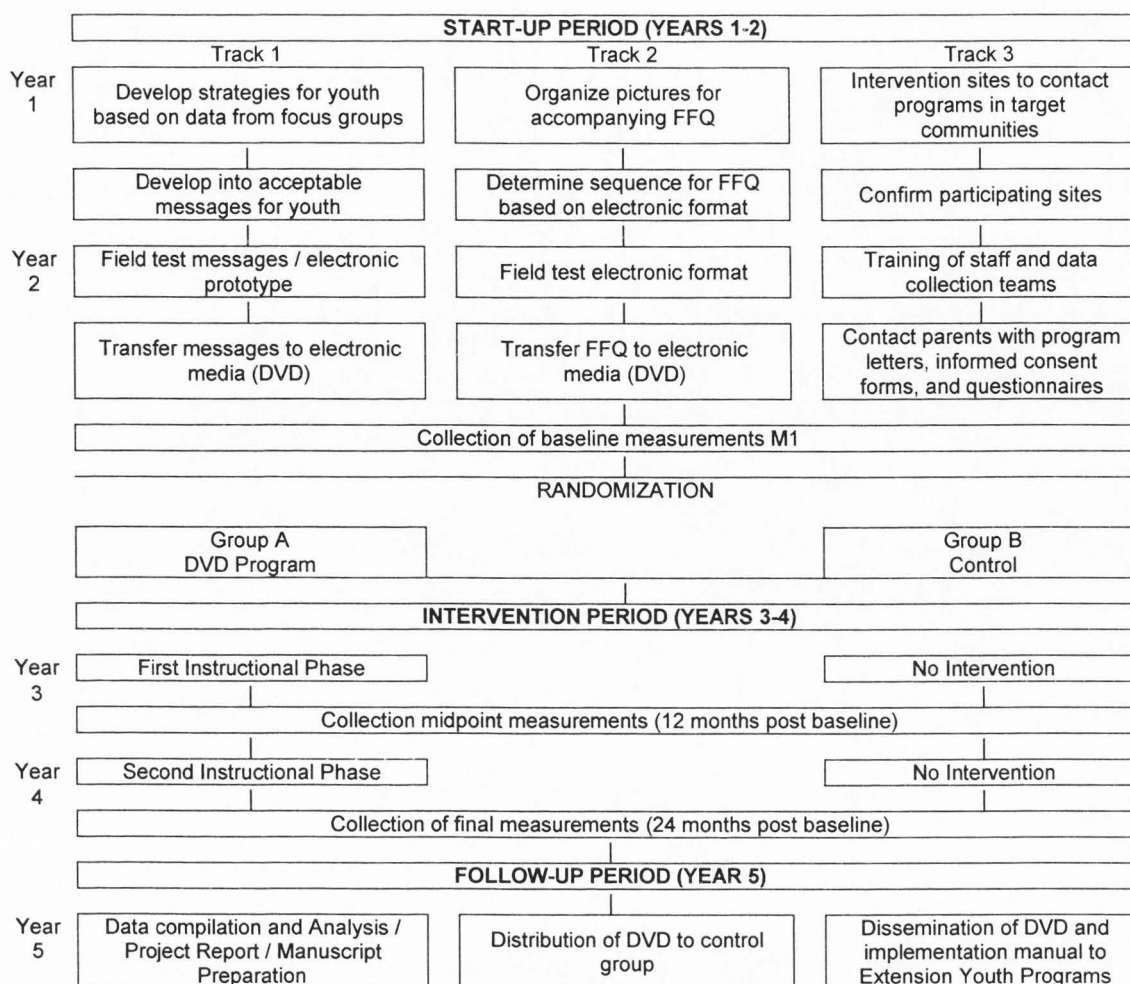 START-UP PERIOD (YEARS 1-2)
Track 1 Track 2 Track 3
Year
1
Develop strategies for youth
based on data from focus groups
Organize pictures for
accompanying FFQ
Intervention sites to contact
programs in target
communities
Develop into acceptable
messages for youth
Determine sequence for FFQ
based on electronic format
Confirm participating sites
Year
2
Field test messages / electronic
prototype
Field test electronic format
Training of staff and data
collection teams
Transfer messages to electronic
media (DVD)
Transfer FFQ to electronic
media (DVD)
Contact parents with program
letters, informed consent
forms, and questionnaires
Collection of baseline measurements M1
RANDOMIZATION
Group A
DVD Program
Group B
Control
INTERVENTION PERIOD (YEARS 3-4)
Year
3
First Instructional Phase
No Intervention
Collection midpoint measurements (12 months post baseline)
Year
4
Second Instructional Phase
No Intervention
Collection of final measurements (24 months post baseline)
FOLLOW-UP PERIOD (YEAR 5)
Year
5
Data compilation and Analysis /
Project Report / Manuscript
Preparation
Distribution of DVD to control
group
Dissemination of DVD and
implementation manual to
Extension Youth Programs